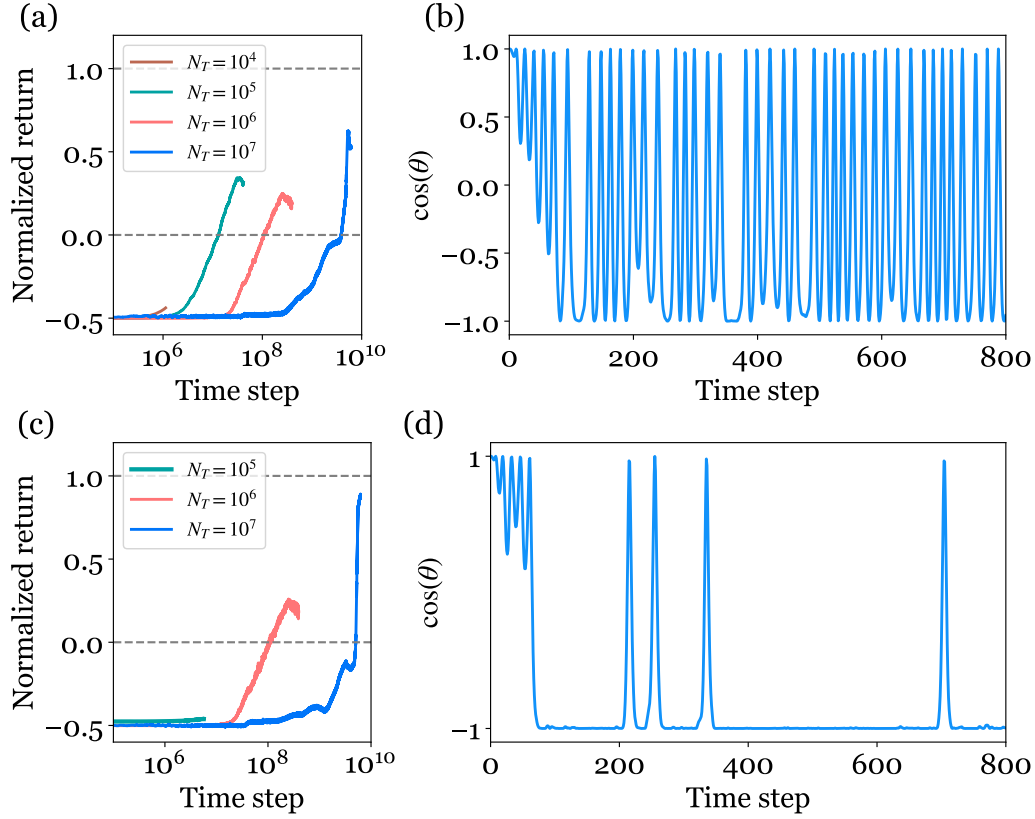 (a)
Normalized return
1.0
0.5
0.0
−0.5
N_T = 10^4
N_T = 10^5
N_T = 10^6
N_T = 10^7
10^6
10^8
10^10
Time step
(b)
cos(θ)
1.0
0.5
0.0
−0.5
−1.0
0
200
400
600
800
Time step
(c)
Normalized return
1.0
0.5
0.0
−0.5
N_T = 10^5
N_T = 10^6
N_T = 10^7
10^6
10^8
10^10
Time step
(d)
cos(θ)
1
−1
0
200
400
600
800
Time step